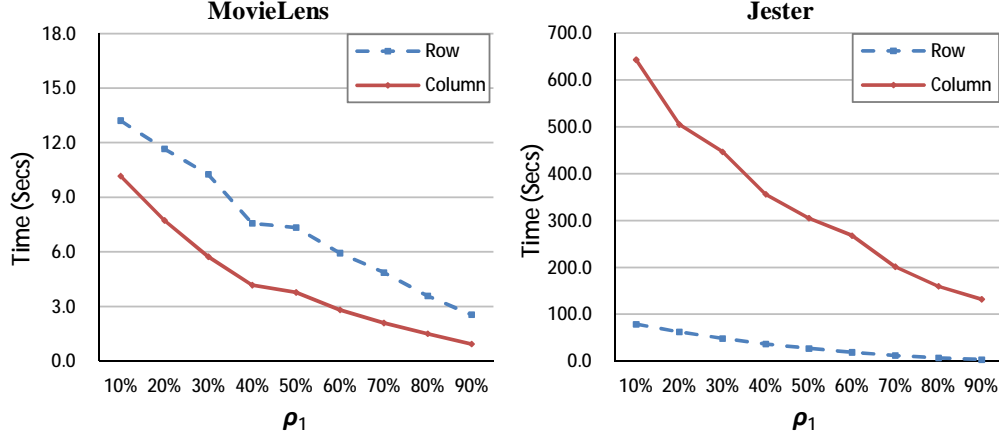 MovieLens
18.0
15.0
12.0
9.0
6.0
3.0
0.0
Time (Secs)
Row
Column
10% 20% 30% 40% 50% 60% 70% 80% 90%
ρ1
Jester
700.0
600.0
500.0
400.0
300.0
200.0
100.0
0.0
Time (Secs)
Row
Column
10% 20% 30% 40% 50% 60% 70% 80% 90%
ρ1